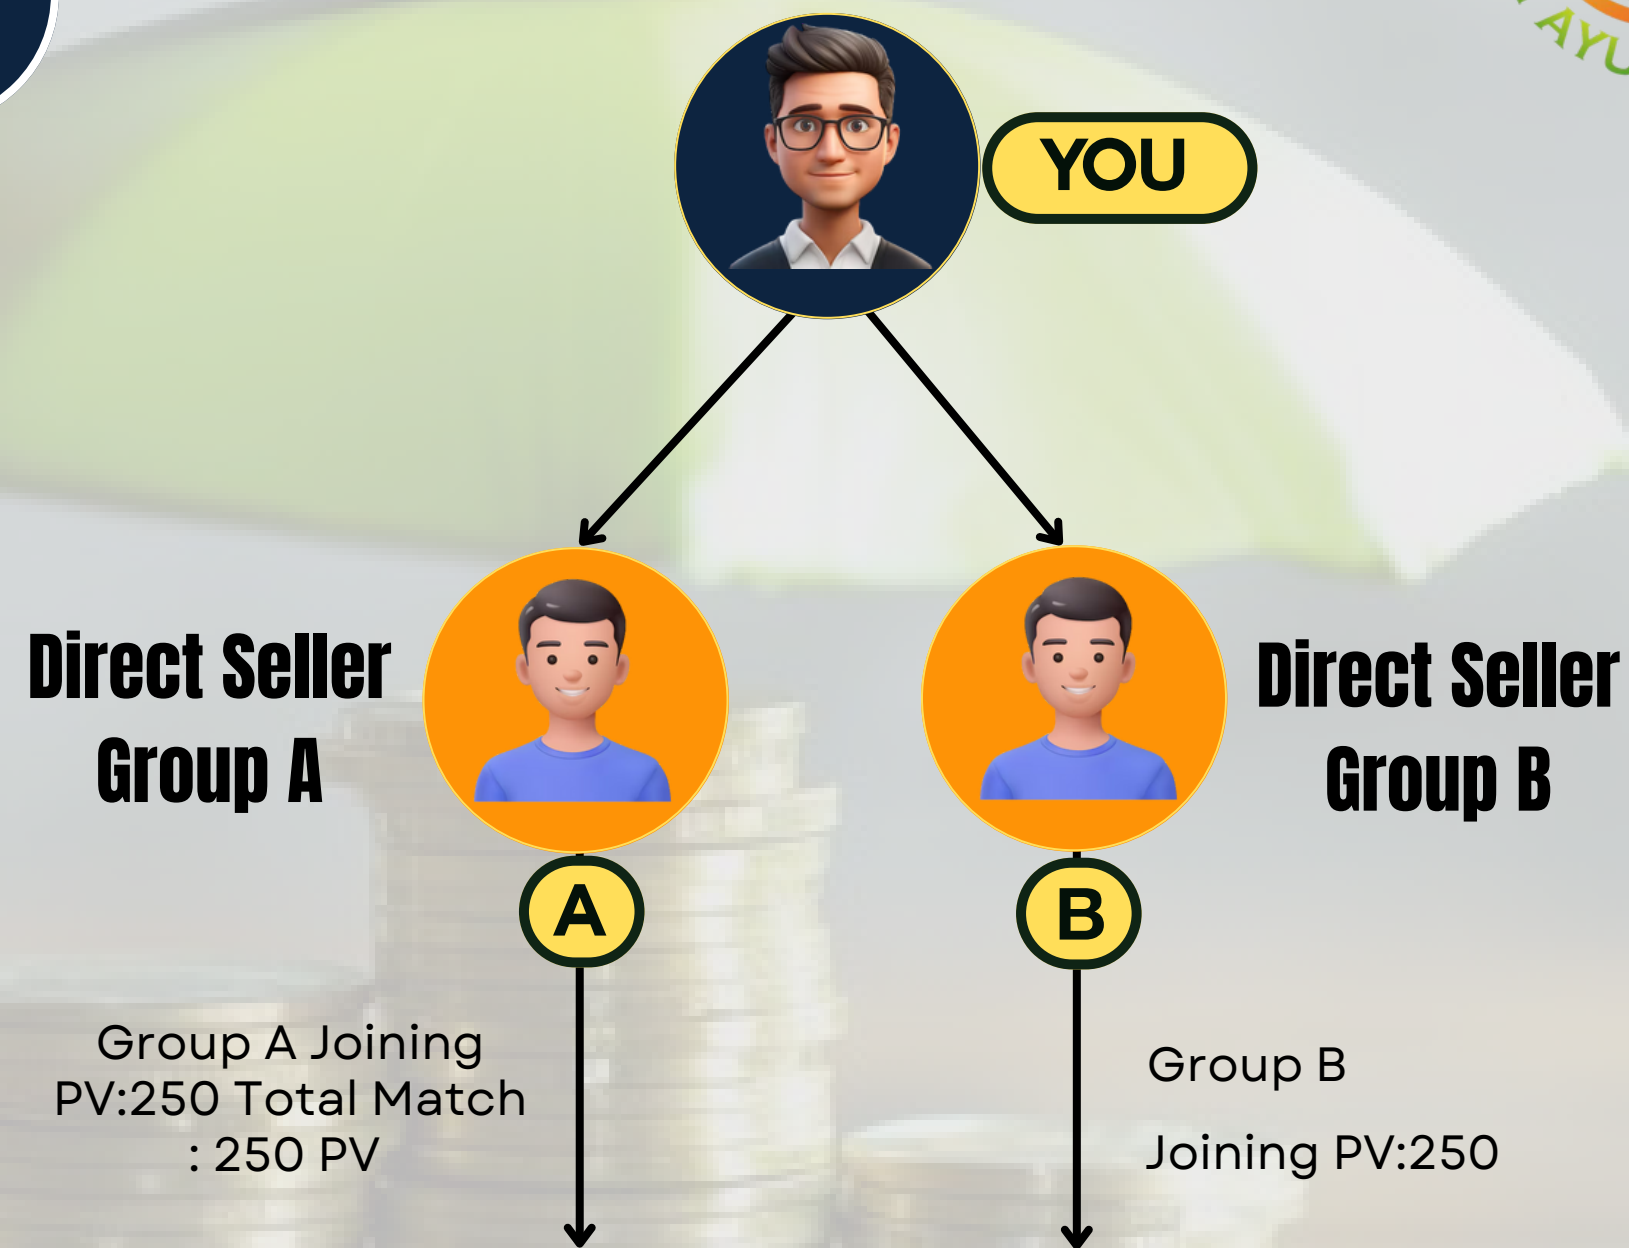 YOU
Direct Seller
Group A
Direct Seller
Group B
A
B
Group A Joining
PV:250 Total Match
: 250 PV
Group B
Joining PV:250